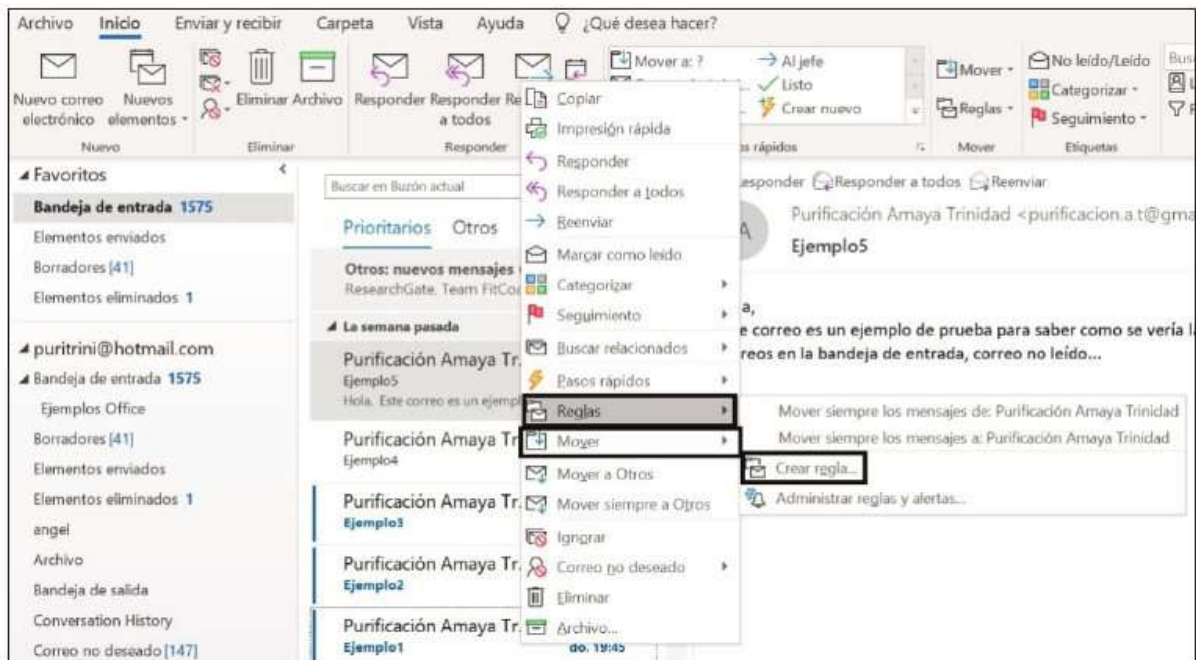 Archivo Inicio Enviar y recibir Carpeta Vista Ayuda ¿Qué desea hacer?
Nuevo correo electrónico
Nuevos elementos
Eliminar
Archivo
Responder
Responder a todos
Mover a: ?
Al jefe
Listo
Crear nuevo
Mover
Reglas
No leído/Leído
Categorizar
Seguimiento
Nuevo
Eliminar
Responder
rápidos
Mover
Etiquetas
Favoritos
Bandeja de entrada 1575
Elementos enviados
Borradores [41]
Elementos eliminados 1
puritrini@hotmail.com
Bandeja de entrada 1575
Ejemplos Office
Borradores [41]
Elementos enviados
Elementos eliminados 1
angel
Archivo
Bandeja de salida
Conversation History
Correo no deseado [147]
Buscar en Buzón actual
Prioritarios Otros
Otros: nuevos mensajes
ResearchGate, Team
La semana pasada
Purificación Amaya Tr.
Ejemplo5
Hola, Este correo es un
Purificación Amaya Tr
Ejemplo4
Purificación Amaya Tr.
Ejemplo3
Purificación Amaya Tr.
Ejemplo2
Purificación Amaya Tr.
Ejemplo1 do. 19:45
Copiar
Impresión rápida
Responder
Responder a todos
Reenviar
Marcar como leído
Categorizar
Seguimiento
Buscar relacionados
Pasos rápidos
Reglas
Mover
Mover a Otros
Mover siempre a Otros
Ignorar
Correo no deseado
Eliminar
Archivo...
Mover siempre los mensajes de: Purificación Amaya Trinidad
Mover siempre los mensajes a: Purificación Amaya Trinidad
Crear regla...
Administrar reglas y alertas...
Responder a todos Reenviar
Purificación Amaya Trinidad <purificacion.a.t@gma
Ejemplo5
a,
e correo es un ejemplo de prueba para saber como se vería l
reos en la bandeja de entrada, correo no leído...